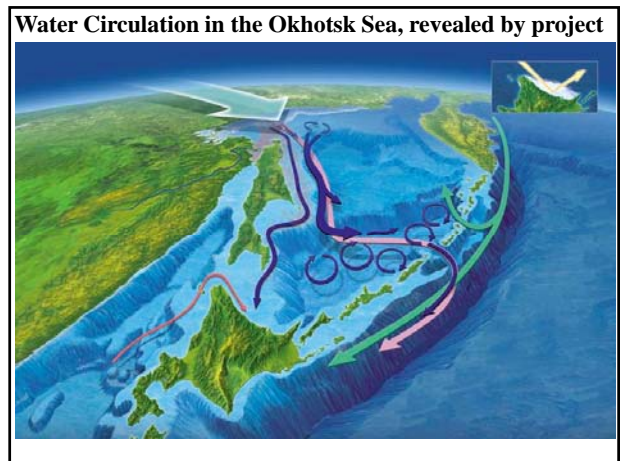 Water Circulation in the Okhotsk Sea, revealed by project